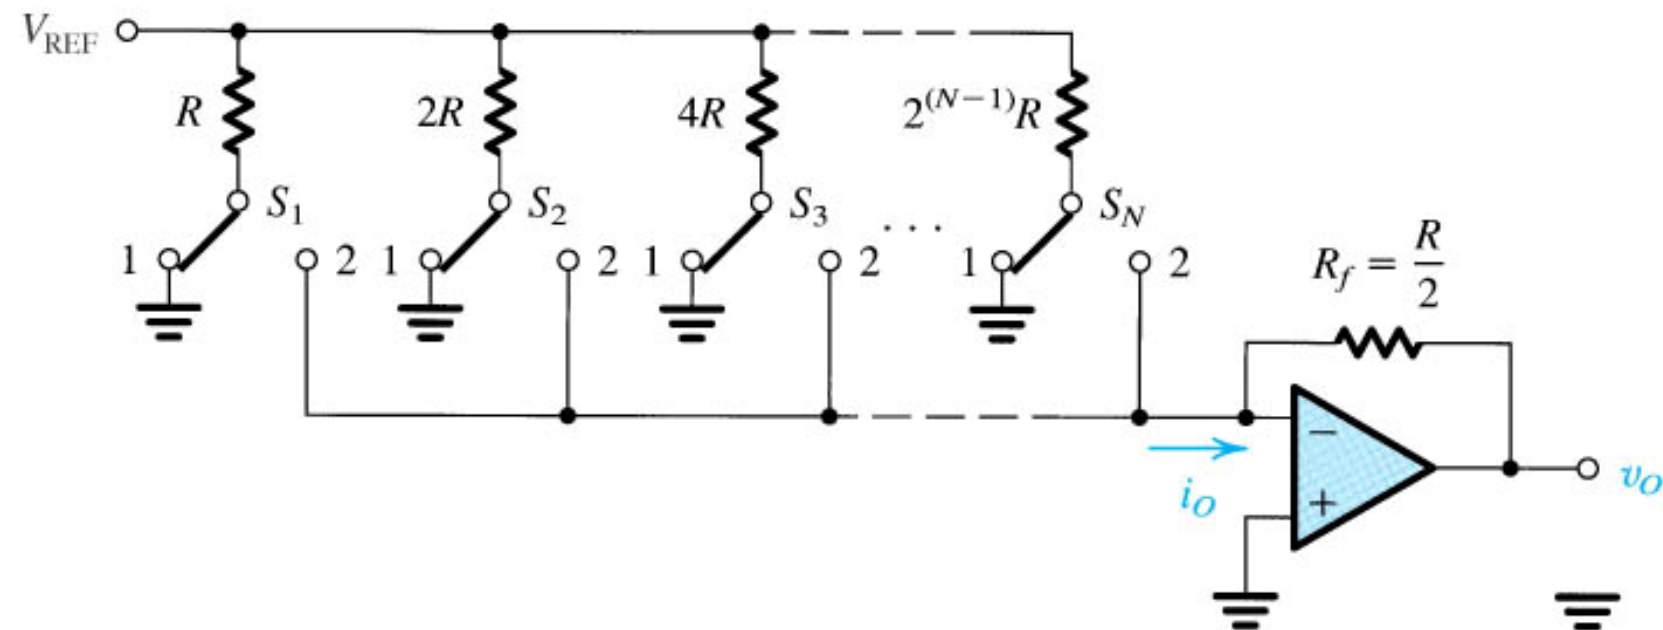 V_REF
R 2R 4R 2^(N−1)R
S_1 S_2 S_3 S_N
1 2 1 2 1 2 . . . 1 2
R_f = R/2
−
+
i_O
v_O